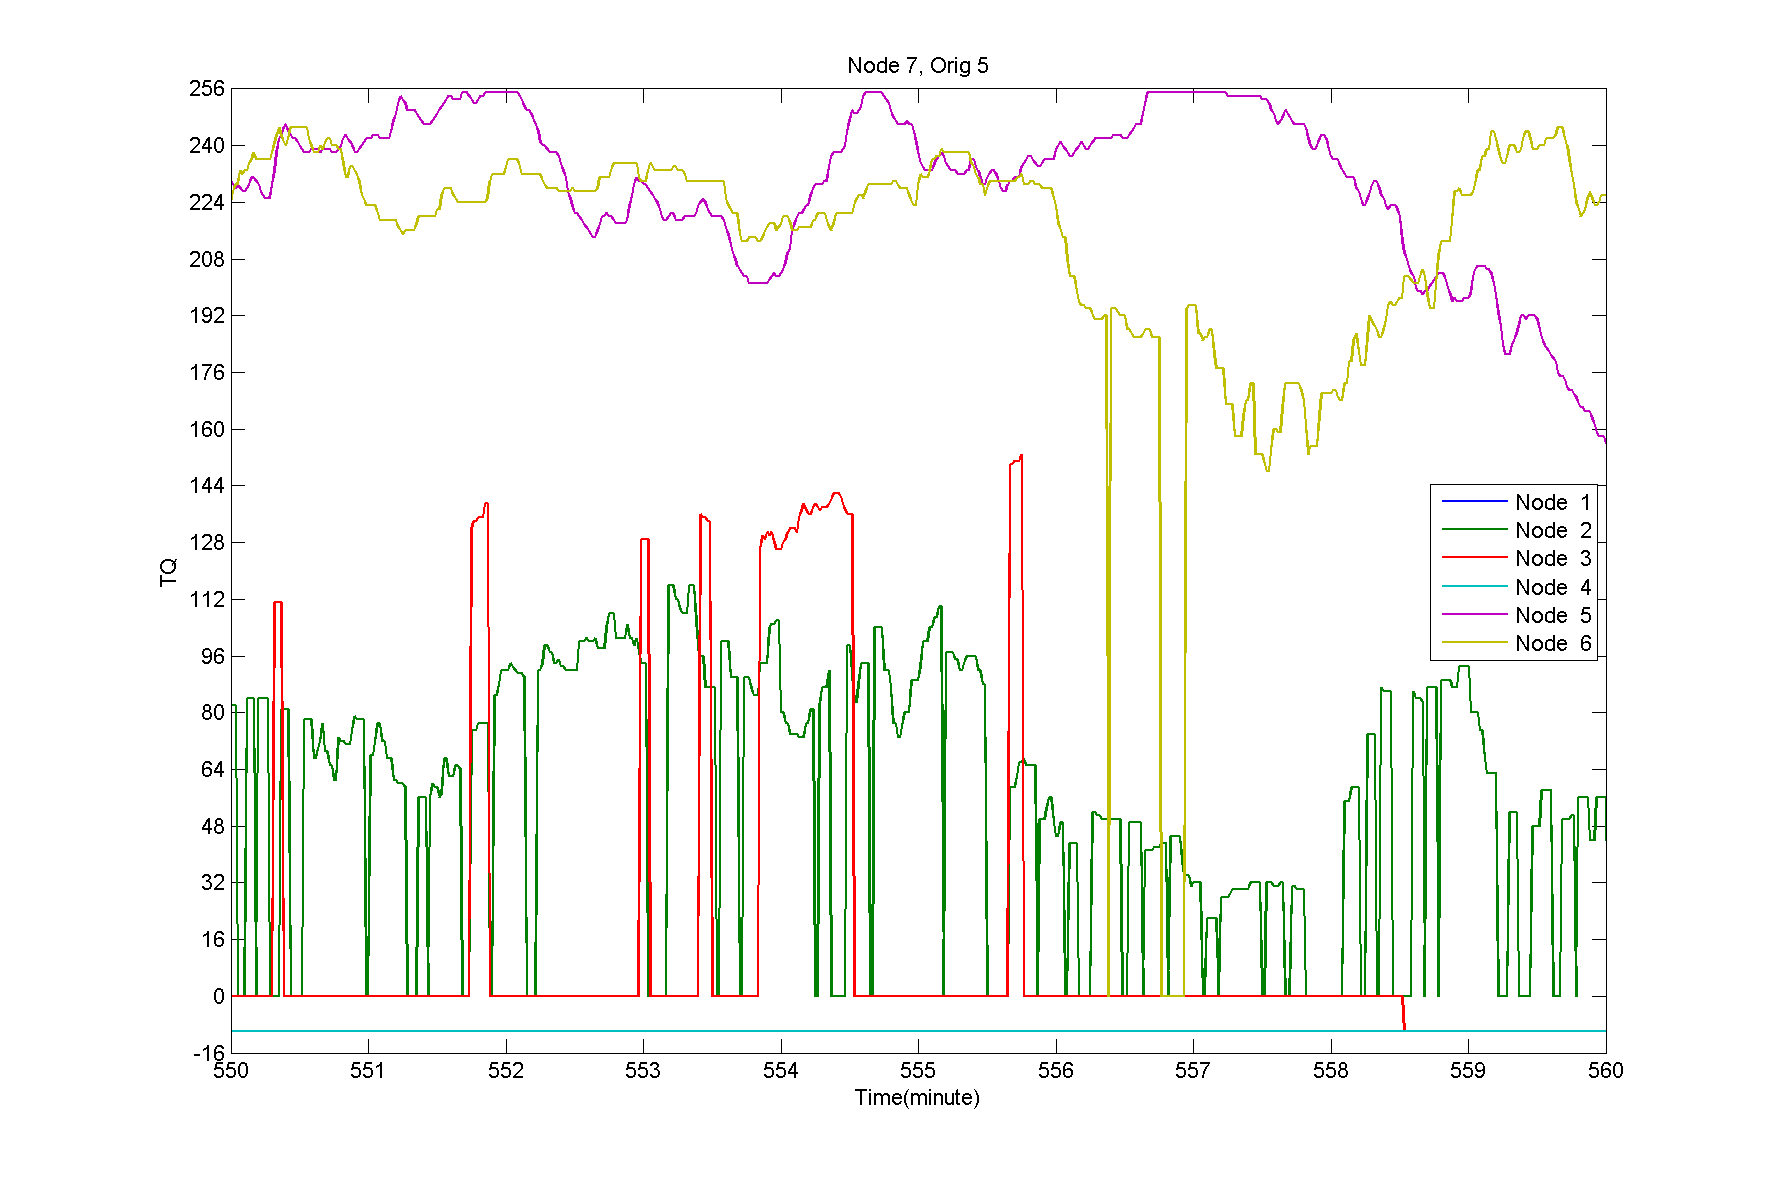 Node 7, Orig 5
256
240
224
208
192
176
160
144
128
112
96
80
64
48
32
16
0
-16
TQ
Node 1
Node 2
Node 3
Node 4
Node 5
Node 6
550 551 552 553 554 555 556 557 558 559 560
Time(minute)